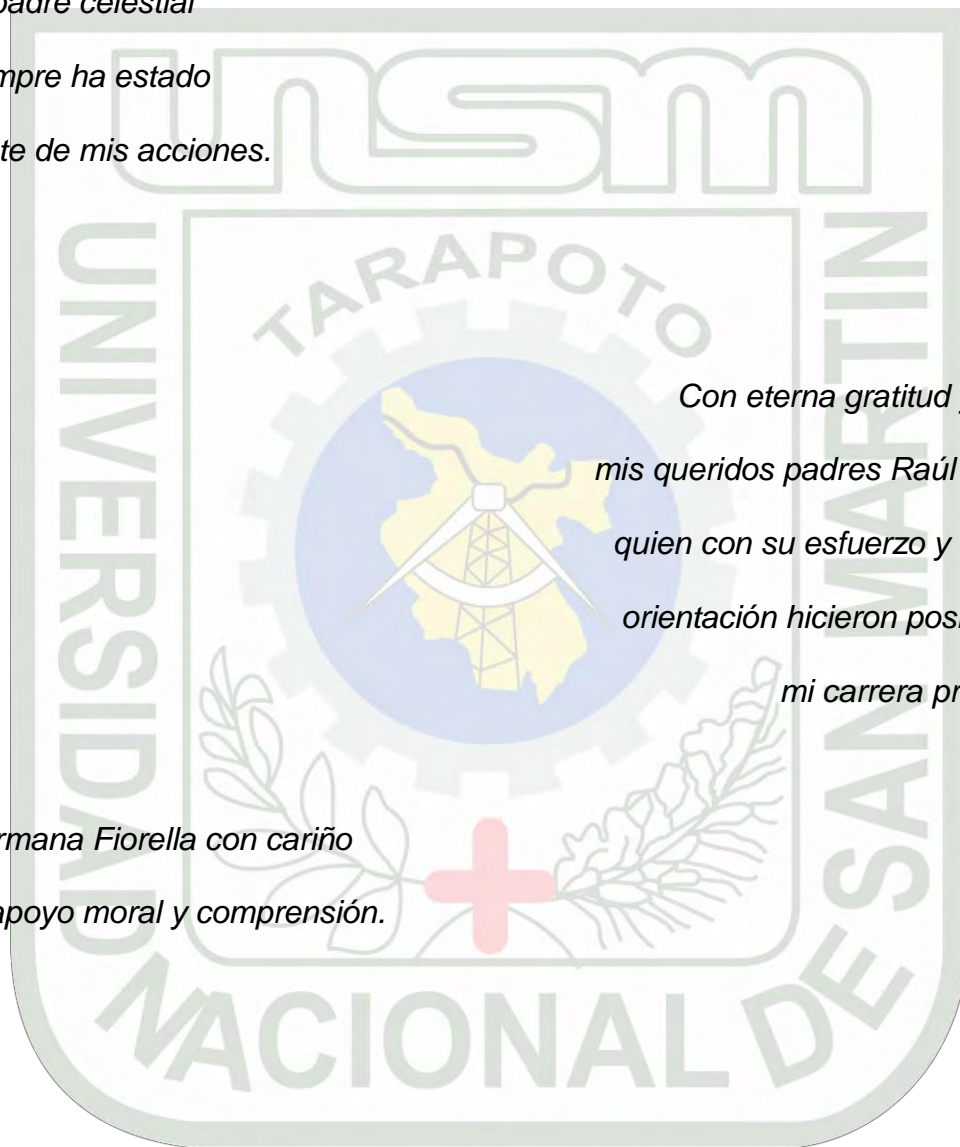 padre celestial
mpre ha estado
te de mis acciones.
unsm
TARAPOTO
UNIVERSIDAD NACIONAL DE SAN MARTIN
Con eterna gratitud
mis queridos padres Raúl
quien con su esfuerzo y
orientación hicieron posi
mi carrera pr
rmana Fiorella con cariño
apoyo moral y comprensión.